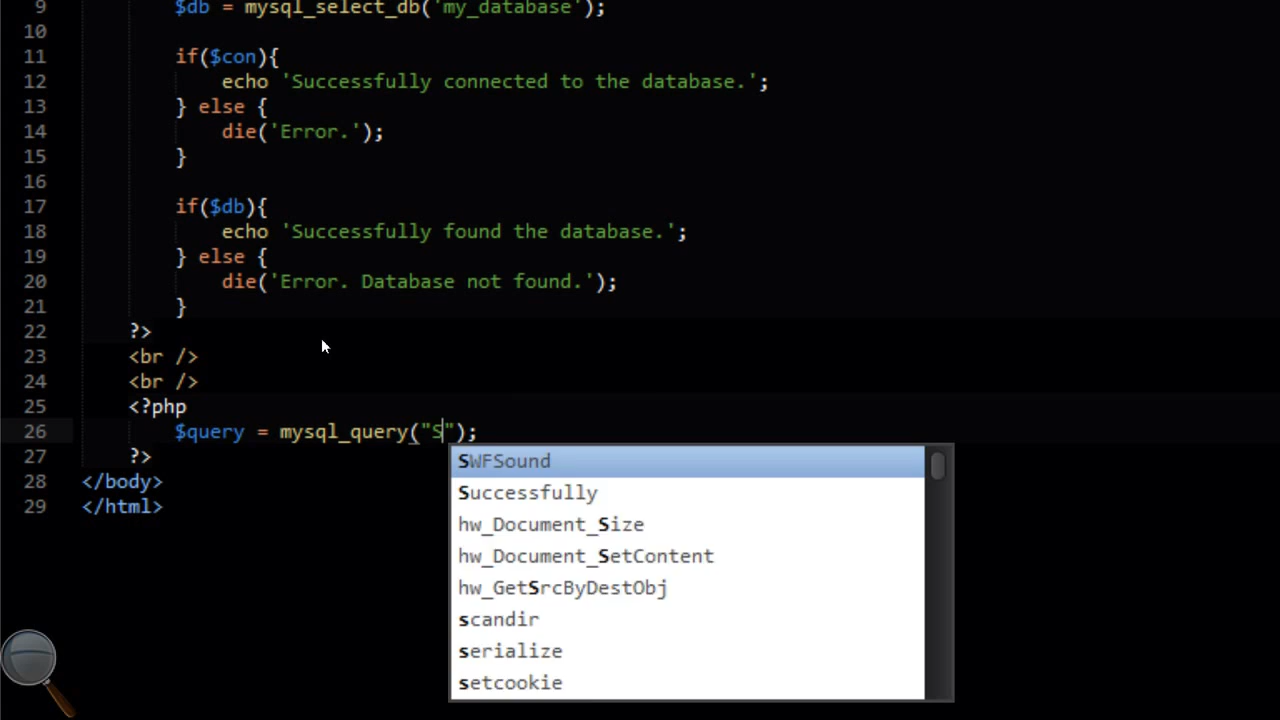 9 $db = mysql_select_db('my_database');
10
11 if($con){
12 echo 'Successfully connected to the database.';
13 } else {
14 die('Error.');
15 }
16
17 if($db){
18 echo 'Successfully found the database.';
19 } else {
20 die('Error. Database not found.');
21 }
22 ?>
23 <br />
24 <br />
25 <?php
26 $query = mysql_query("S");
27 ?>
28 </body>
29 </html>
SWFSound
Successfully
hw_Document_Size
hw_Document_SetContent
hw_GetSrcByDestObj
scandir
serialize
setcookie